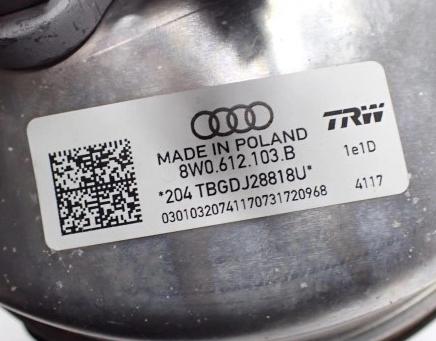 TRW
MADE IN POLAND
8W0.612.103.B 1e1D
*204 TBGDJ28818U*
03010320741170731720968 4117